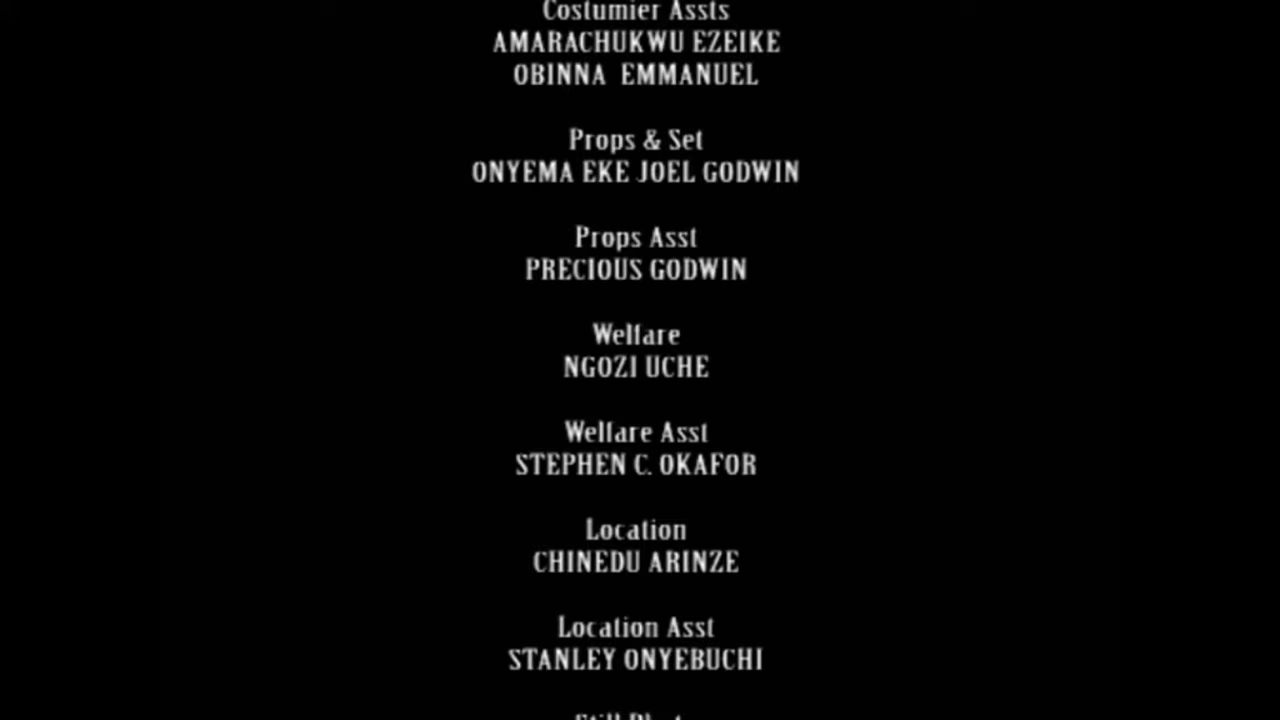 Costumier Assts
AMARACHUKWU EZEIKE
OBINNA EMMANUEL
Props & Set
ONYEMA EKE JOEL GODWIN
Props Asst
PRECIOUS GODWIN
Welfare
NGOZI UCHE
Welfare Asst
STEPHEN C. OKAFOR
Location
CHINEDU ARINZE
Location Asst
STANLEY ONYEBUCHI